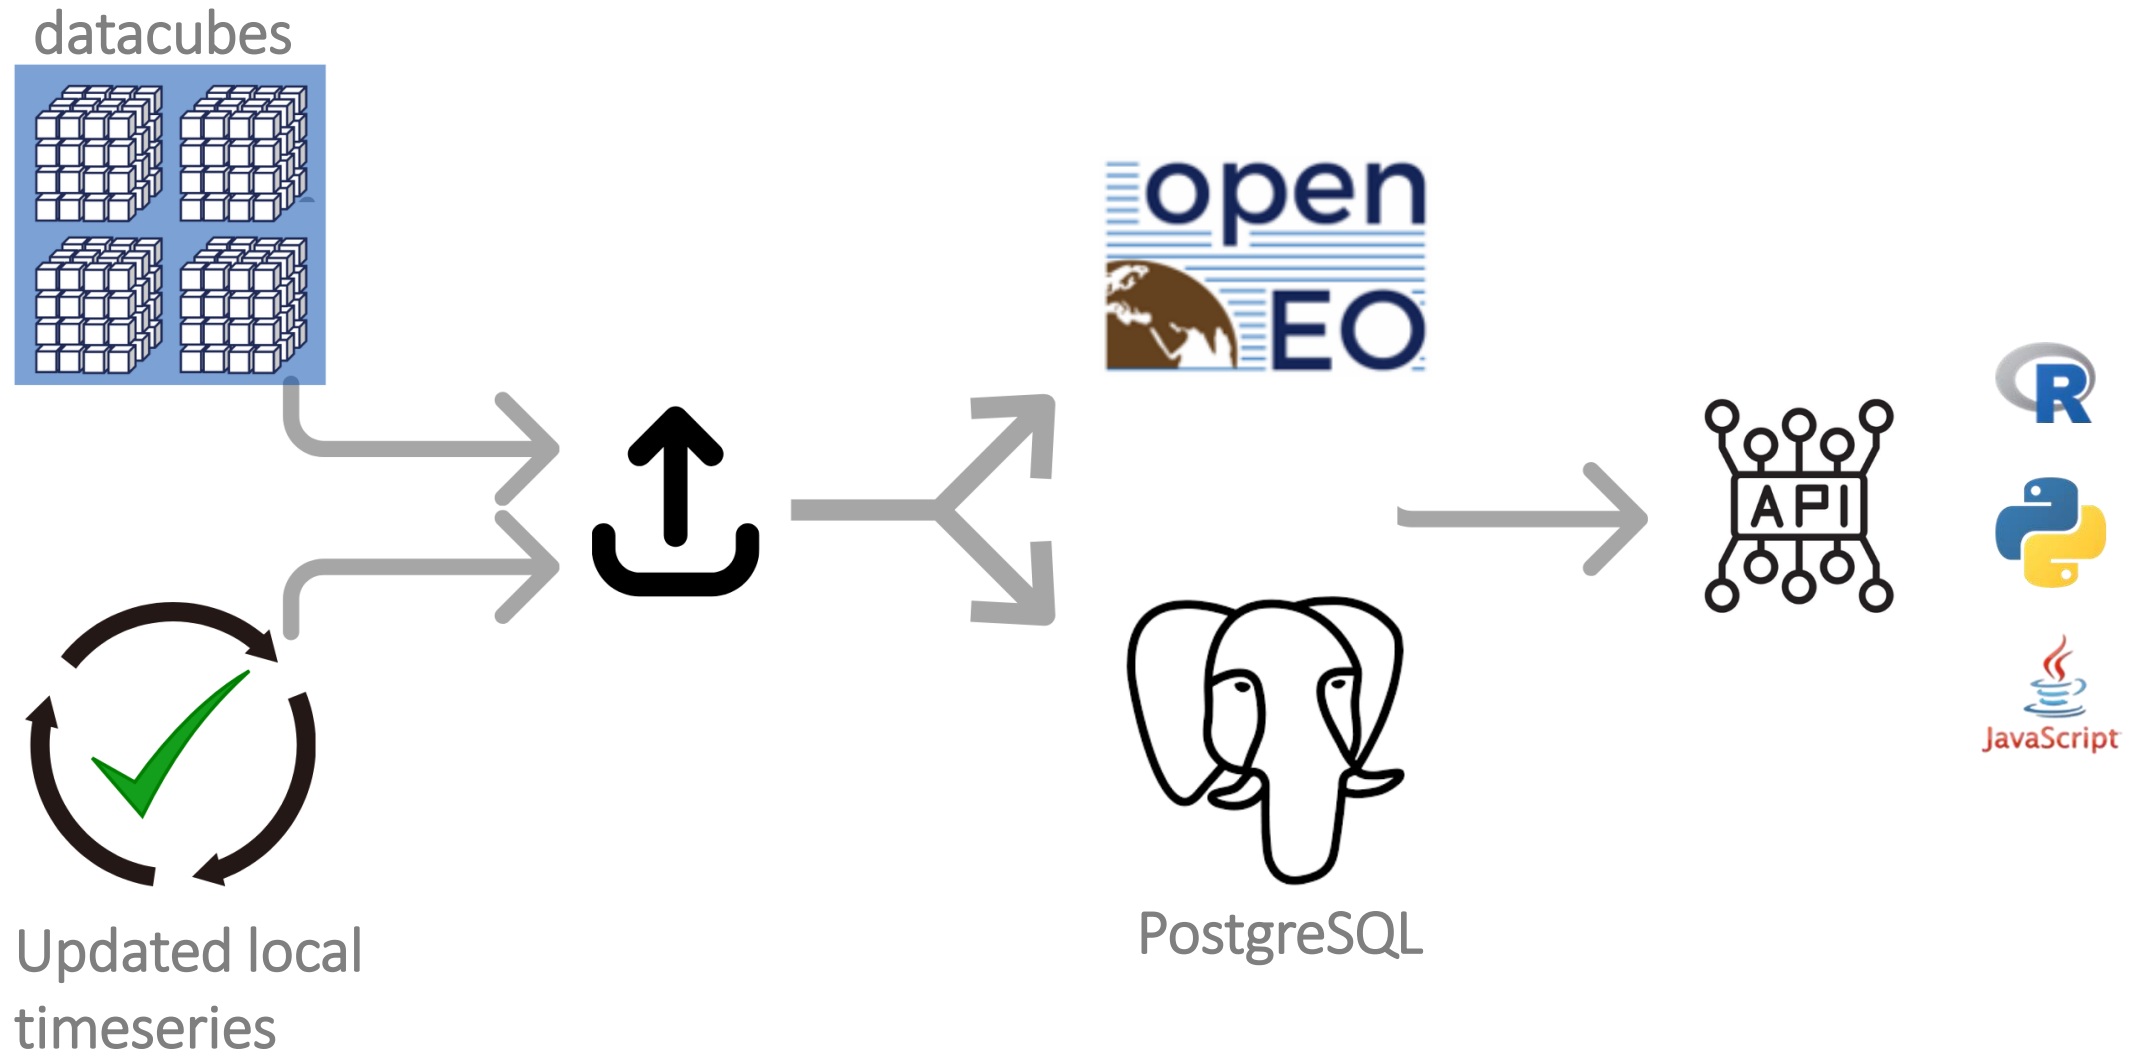 datacubes
open
EO
API
R
JavaScript
PostgreSQL
Updated local
timeseries